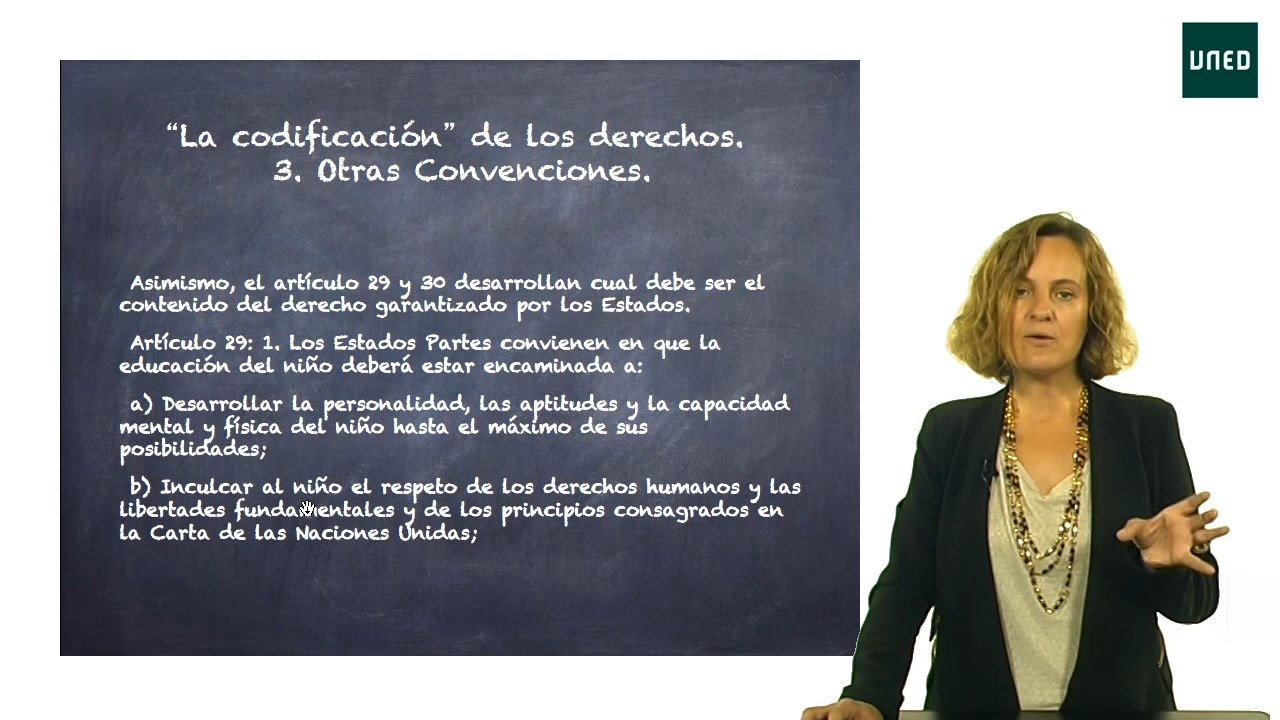 UNED
“La codificación” de los derechos.
3. Otras Convenciones.
Asimismo, el artículo 29 y 30 desarrollan cual debe ser el
contenido del derecho garantizado por los Estados.
Artículo 29: 1. Los Estados Partes convienen en que la
educación del niño deberá estar encaminada a:
a) Desarrollar la personalidad, las aptitudes y la capacidad
mental y física del niño hasta el máximo de sus
posibilidades;
b) Inculcar al niño el respeto de los derechos humanos y las
libertades fundamentales y de los principios consagrados en
la Carta de las Naciones Unidas;